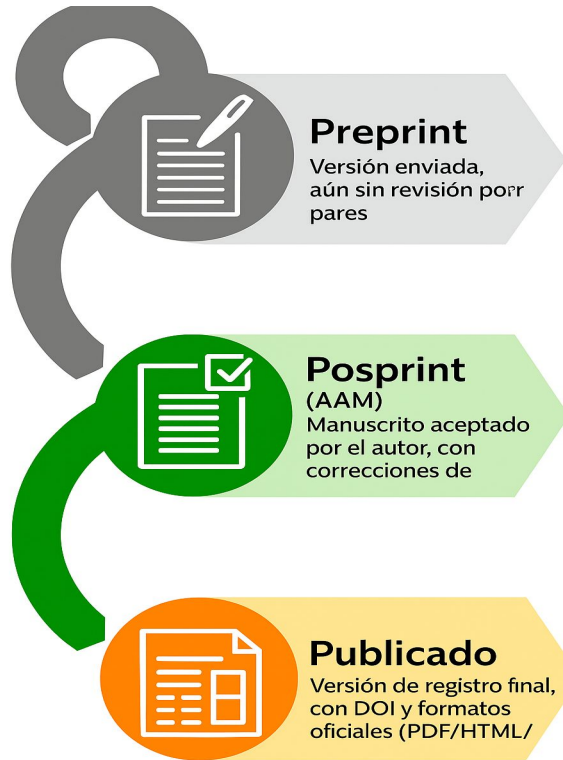 Preprint
Versión enviada,
aún sin revisión por
pares
Posprint
(AAM)
Manuscrito aceptado
por el autor, con
correcciones de
Publicado
Versión de registro final,
con DOI y formatos
oficiales (PDF/HTML/